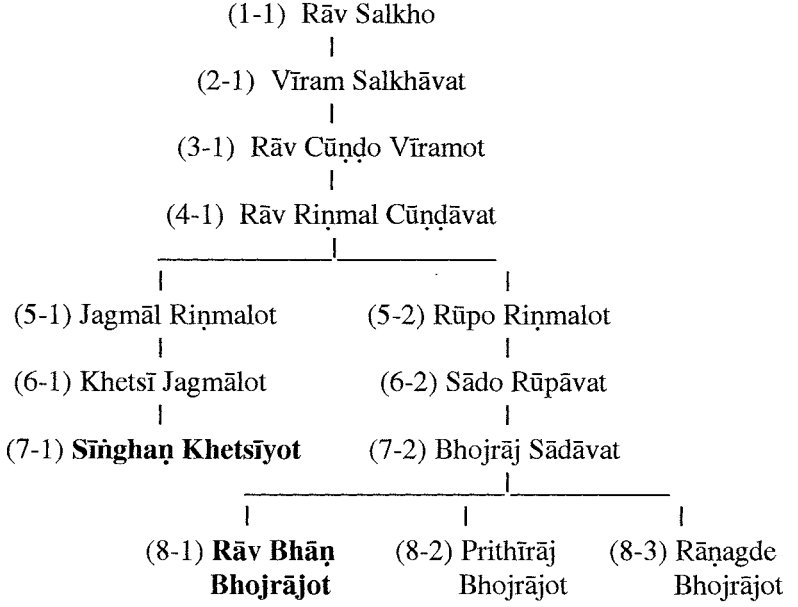 (1-1) Rāv Salkho
(2-1) Vīram Salkhāvat
(3-1) Rāv Cūṇḍo Vīramot
(4-1) Rāv Riṇmal Cūṇḍāvat
(5-1) Jagmāl Riṇmalot (5-2) Rūpo Riṇmalot
(6-1) Khetsī Jagmālot (6-2) Sādo Rūpāvat
(7-1) Sīṅghaṇ Khetsīyot (7-2) Bhojrāj Sādāvat
(8-1) Rāv Bhāṇ (8-2) Prithīrāj (8-3) Rāṇagde
Bhojrājot Bhojrājot Bhojrājot